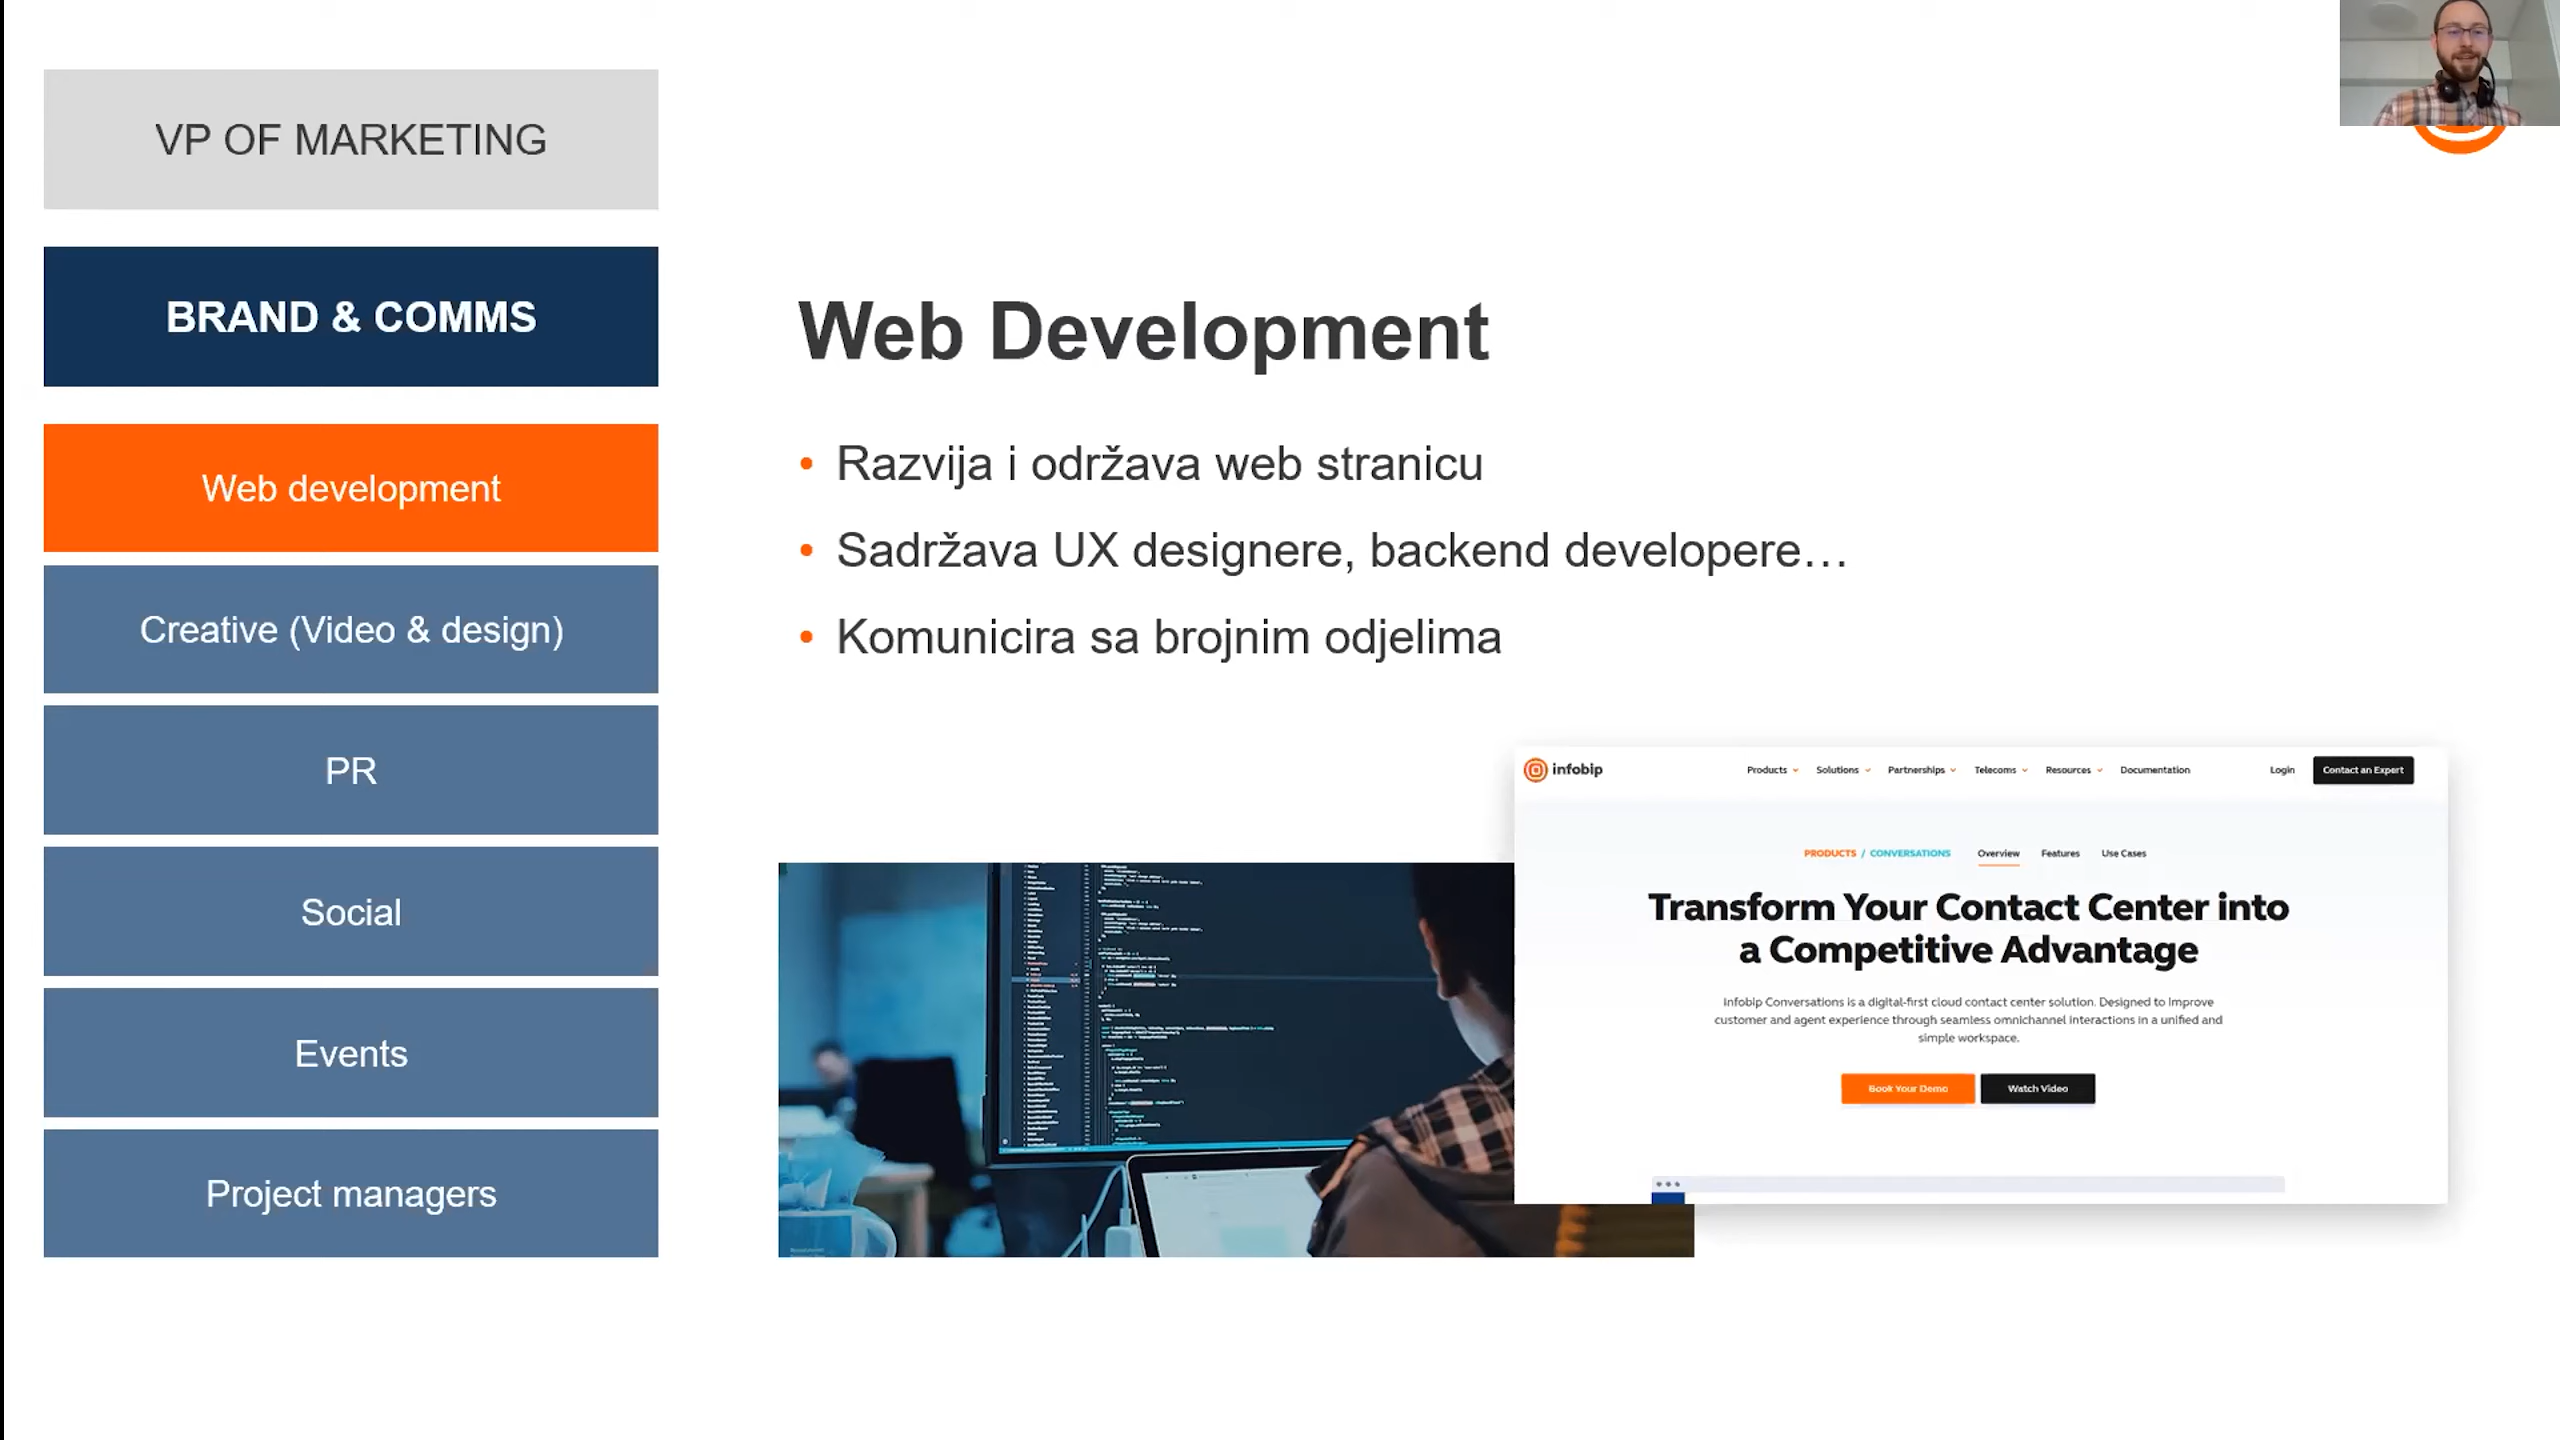 VP OF MARKETING
BRAND & COMMS
Web development
Creative (Video & design)
PR
Social
Events
Project managers
Web Development
• Razvija i održava web stranicu
• Sadržava UX designere, backend developere…
• Komunicira sa brojnim odjelima
infobip Products Solutions Partnerships Telecoms Resources Documentation Login Contact an Expert
PRODUCTS / CONVERSATIONS Overview Features Use Cases
Transform Your Contact Center into
a Competitive Advantage
Infobip Conversations is a digital-first cloud contact center solution. Designed to improve
customer and agent experience through seamless omnichannel interactions in a unified and
simple workspace.
Book Your Demo Watch Video